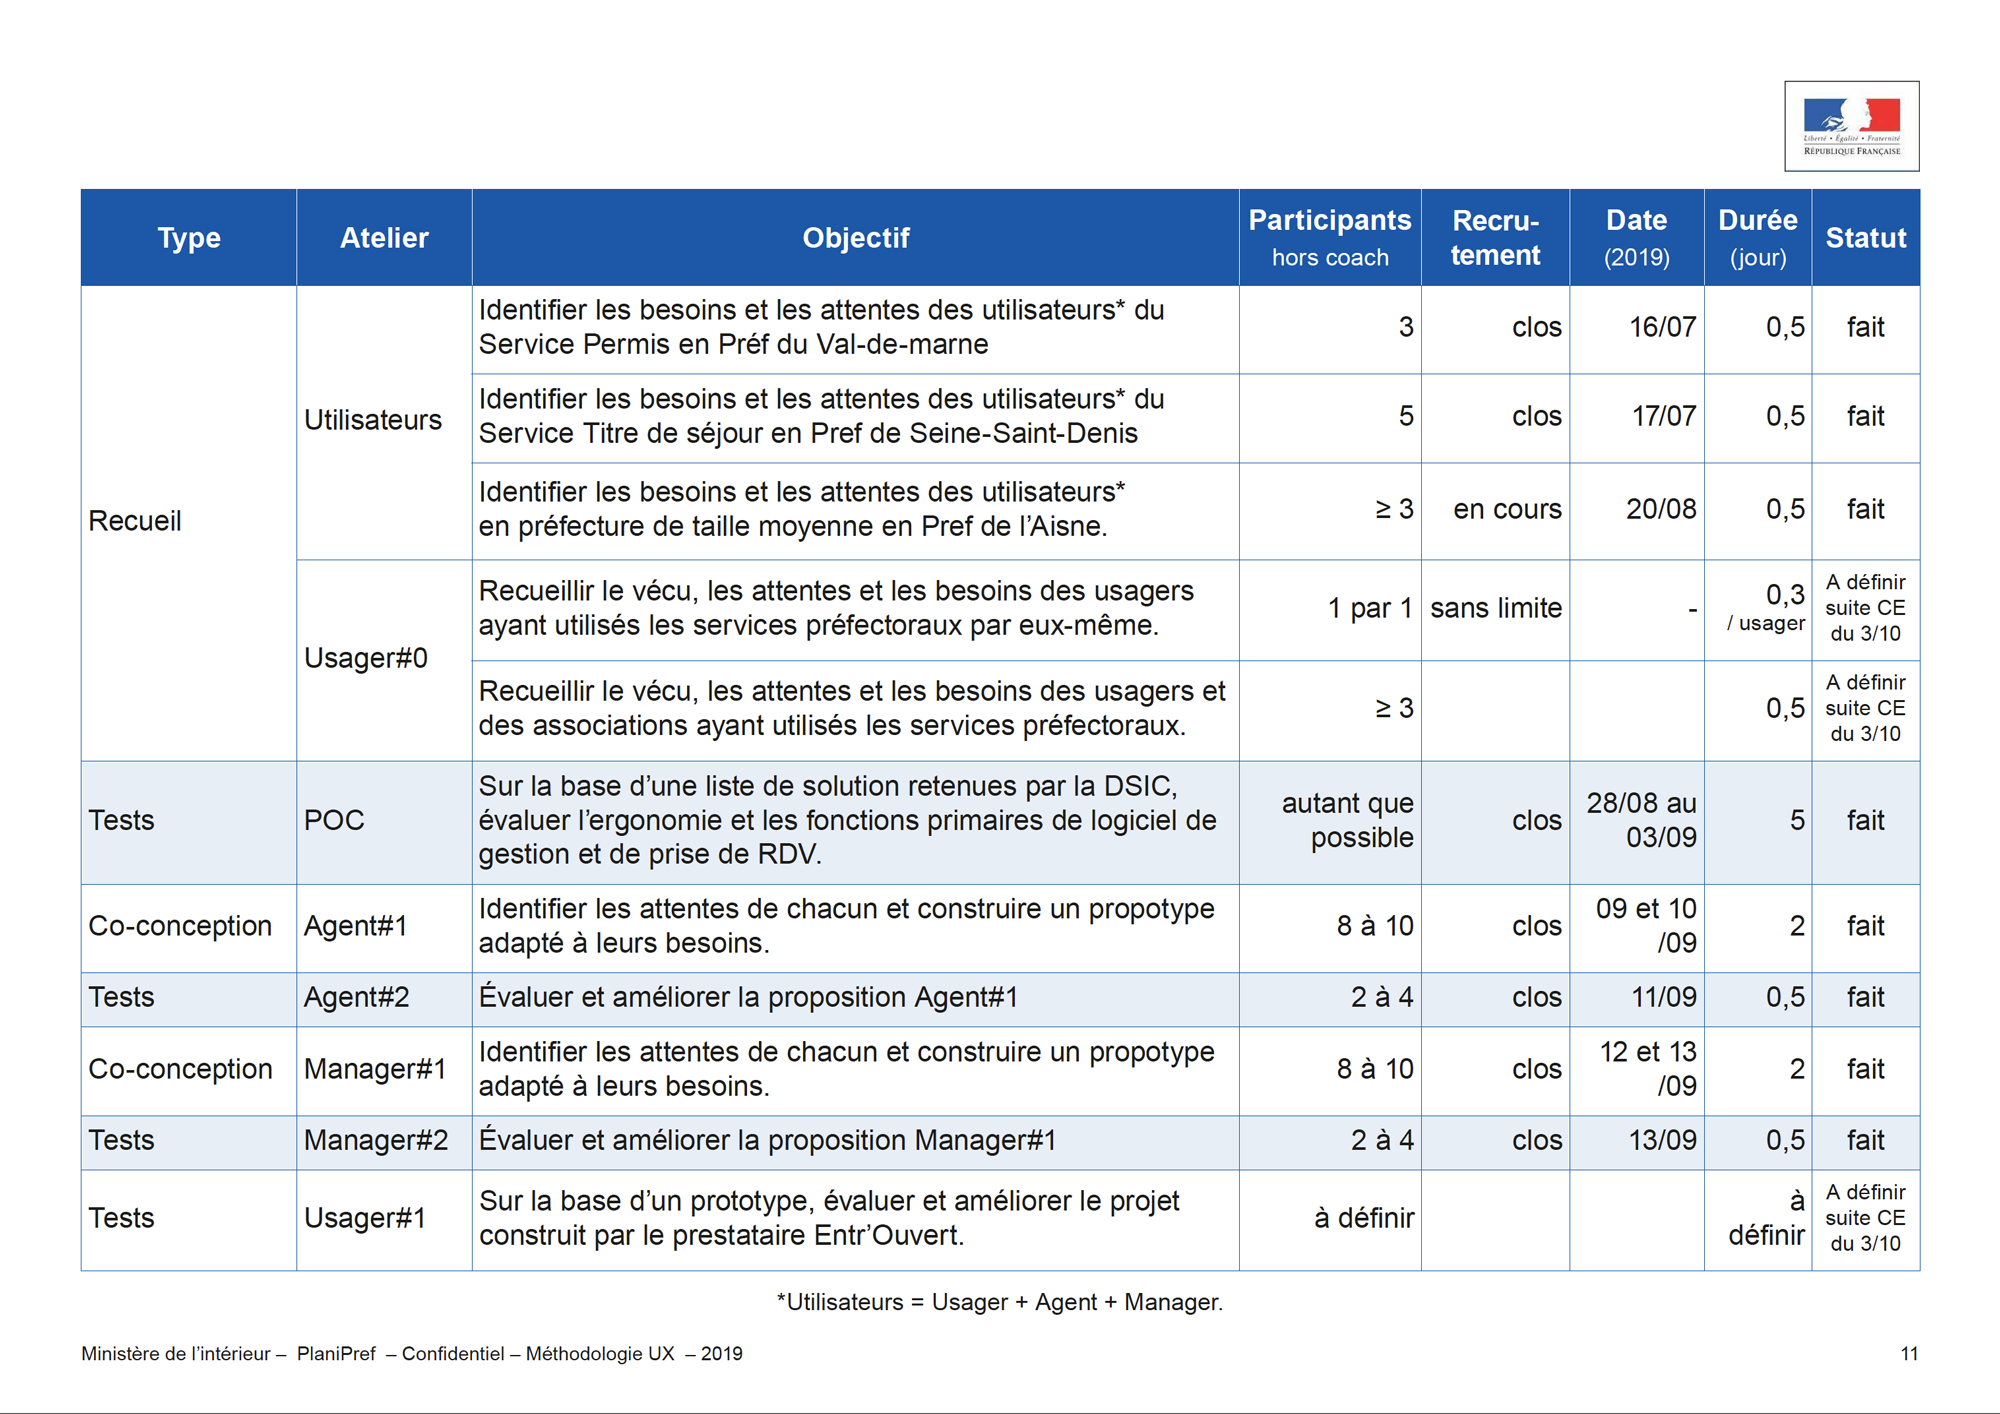 Liberté • Égalité • Fraternité
RÉPUBLIQUE FRANÇAISE
Type
Atelier
Objectif
Participants
hors coach
Recru-
tement
Date
(2019)
Durée
(jour)
Statut
Recueil
Utilisateurs
Identifier les besoins et les attentes des utilisateurs* du
Service Permis en Préf du Val-de-marne
3
clos
16/07
0,5
fait
Identifier les besoins et les attentes des utilisateurs* du
Service Titre de séjour en Pref de Seine-Saint-Denis
5
clos
17/07
0,5
fait
Identifier les besoins et les attentes des utilisateurs*
en préfecture de taille moyenne en Pref de l’Aisne.
≥ 3
en cours
20/08
0,5
fait
Usager#0
Recueillir le vécu, les attentes et les besoins des usagers
ayant utilisés les services préfectoraux par eux-même.
1 par 1
sans limite
-
0,3
/ usager
A définir
suite CE
du 3/10
Recueillir le vécu, les attentes et les besoins des usagers et
des associations ayant utilisés les services préfectoraux.
≥ 3
0,5
A définir
suite CE
du 3/10
Tests
POC
Sur la base d’une liste de solution retenues par la DSIC,
évaluer l’ergonomie et les fonctions primaires de logiciel de
gestion et de prise de RDV.
autant que
possible
clos
28/08 au
03/09
5
fait
Co-conception
Agent#1
Identifier les attentes de chacun et construire un propotype
adapté à leurs besoins.
8 à 10
clos
09 et 10
/09
2
fait
Tests
Agent#2
Évaluer et améliorer la proposition Agent#1
2 à 4
clos
11/09
0,5
fait
Co-conception
Manager#1
Identifier les attentes de chacun et construire un propotype
adapté à leurs besoins.
8 à 10
clos
12 et 13
/09
2
fait
Tests
Manager#2
Évaluer et améliorer la proposition Manager#1
2 à 4
clos
13/09
0,5
fait
Tests
Usager#1
Sur la base d’un prototype, évaluer et améliorer le projet
construit par le prestataire Entr’Ouvert.
à définir
à
définir
A définir
suite CE
du 3/10
*Utilisateurs = Usager + Agent + Manager.
Ministère de l’intérieur – PlaniPref – Confidentiel – Méthodologie UX – 2019
11